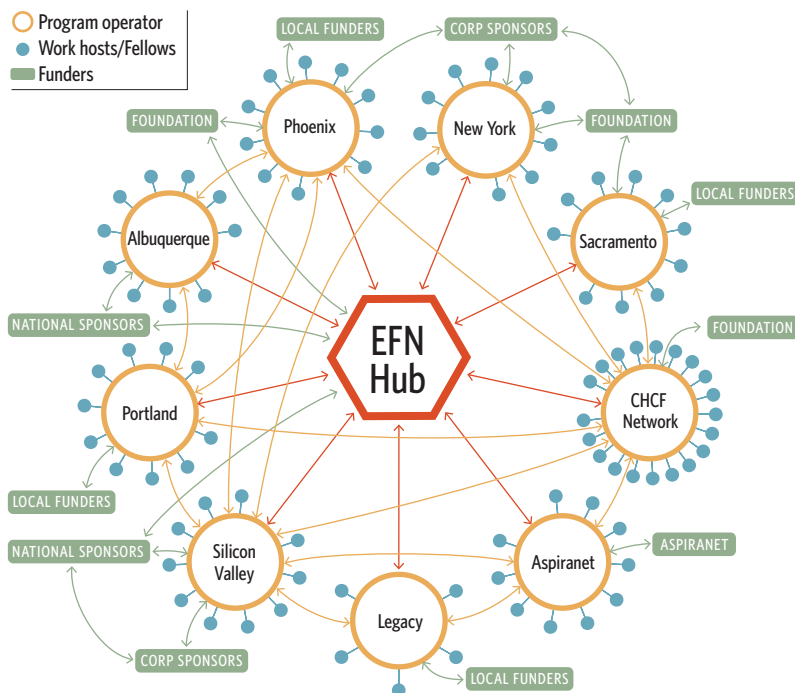 Program operator
Work hosts/Fellows
Funders
LOCAL FUNDERS
CORP SPONSORS
FOUNDATION
Phoenix
New York
FOUNDATION
LOCAL FUNDERS
Albuquerque
Sacramento
NATIONAL SPONSORS
FOUNDATION
EFN
Hub
Portland
CHCF
Network
LOCAL FUNDERS
NATIONAL SPONSORS
Silicon
Valley
Aspiranet
ASPIRANET
Legacy
CORP SPONSORS
LOCAL FUNDERS